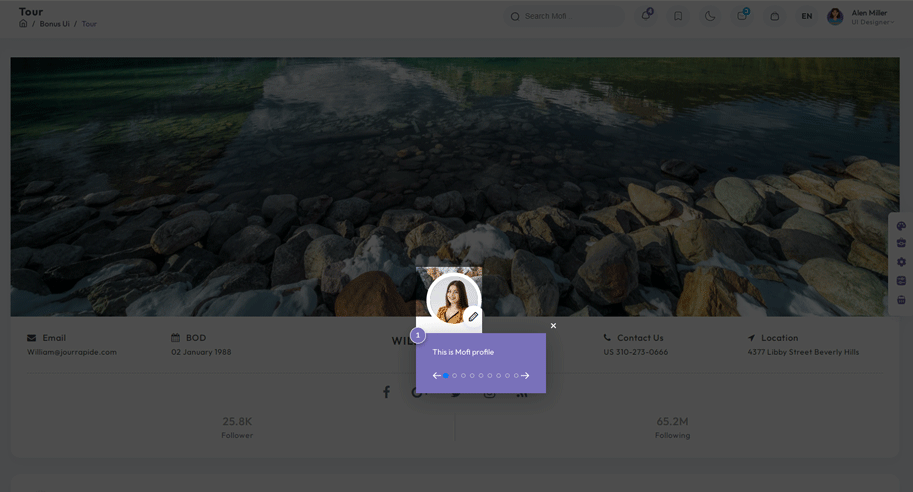 Tour
/ Bonus Ui / Tour
Search Mofi
4
3
EN
Alen Miller
UI Designer
Email
William@jourrapide.com
BOD
02 January 1988
WIL
Contact Us
US 310-273-0666
Location
4377 Libby Street Beverly Hills
1
This is Mofi profile
25.8K
Follower
65.2M
Following